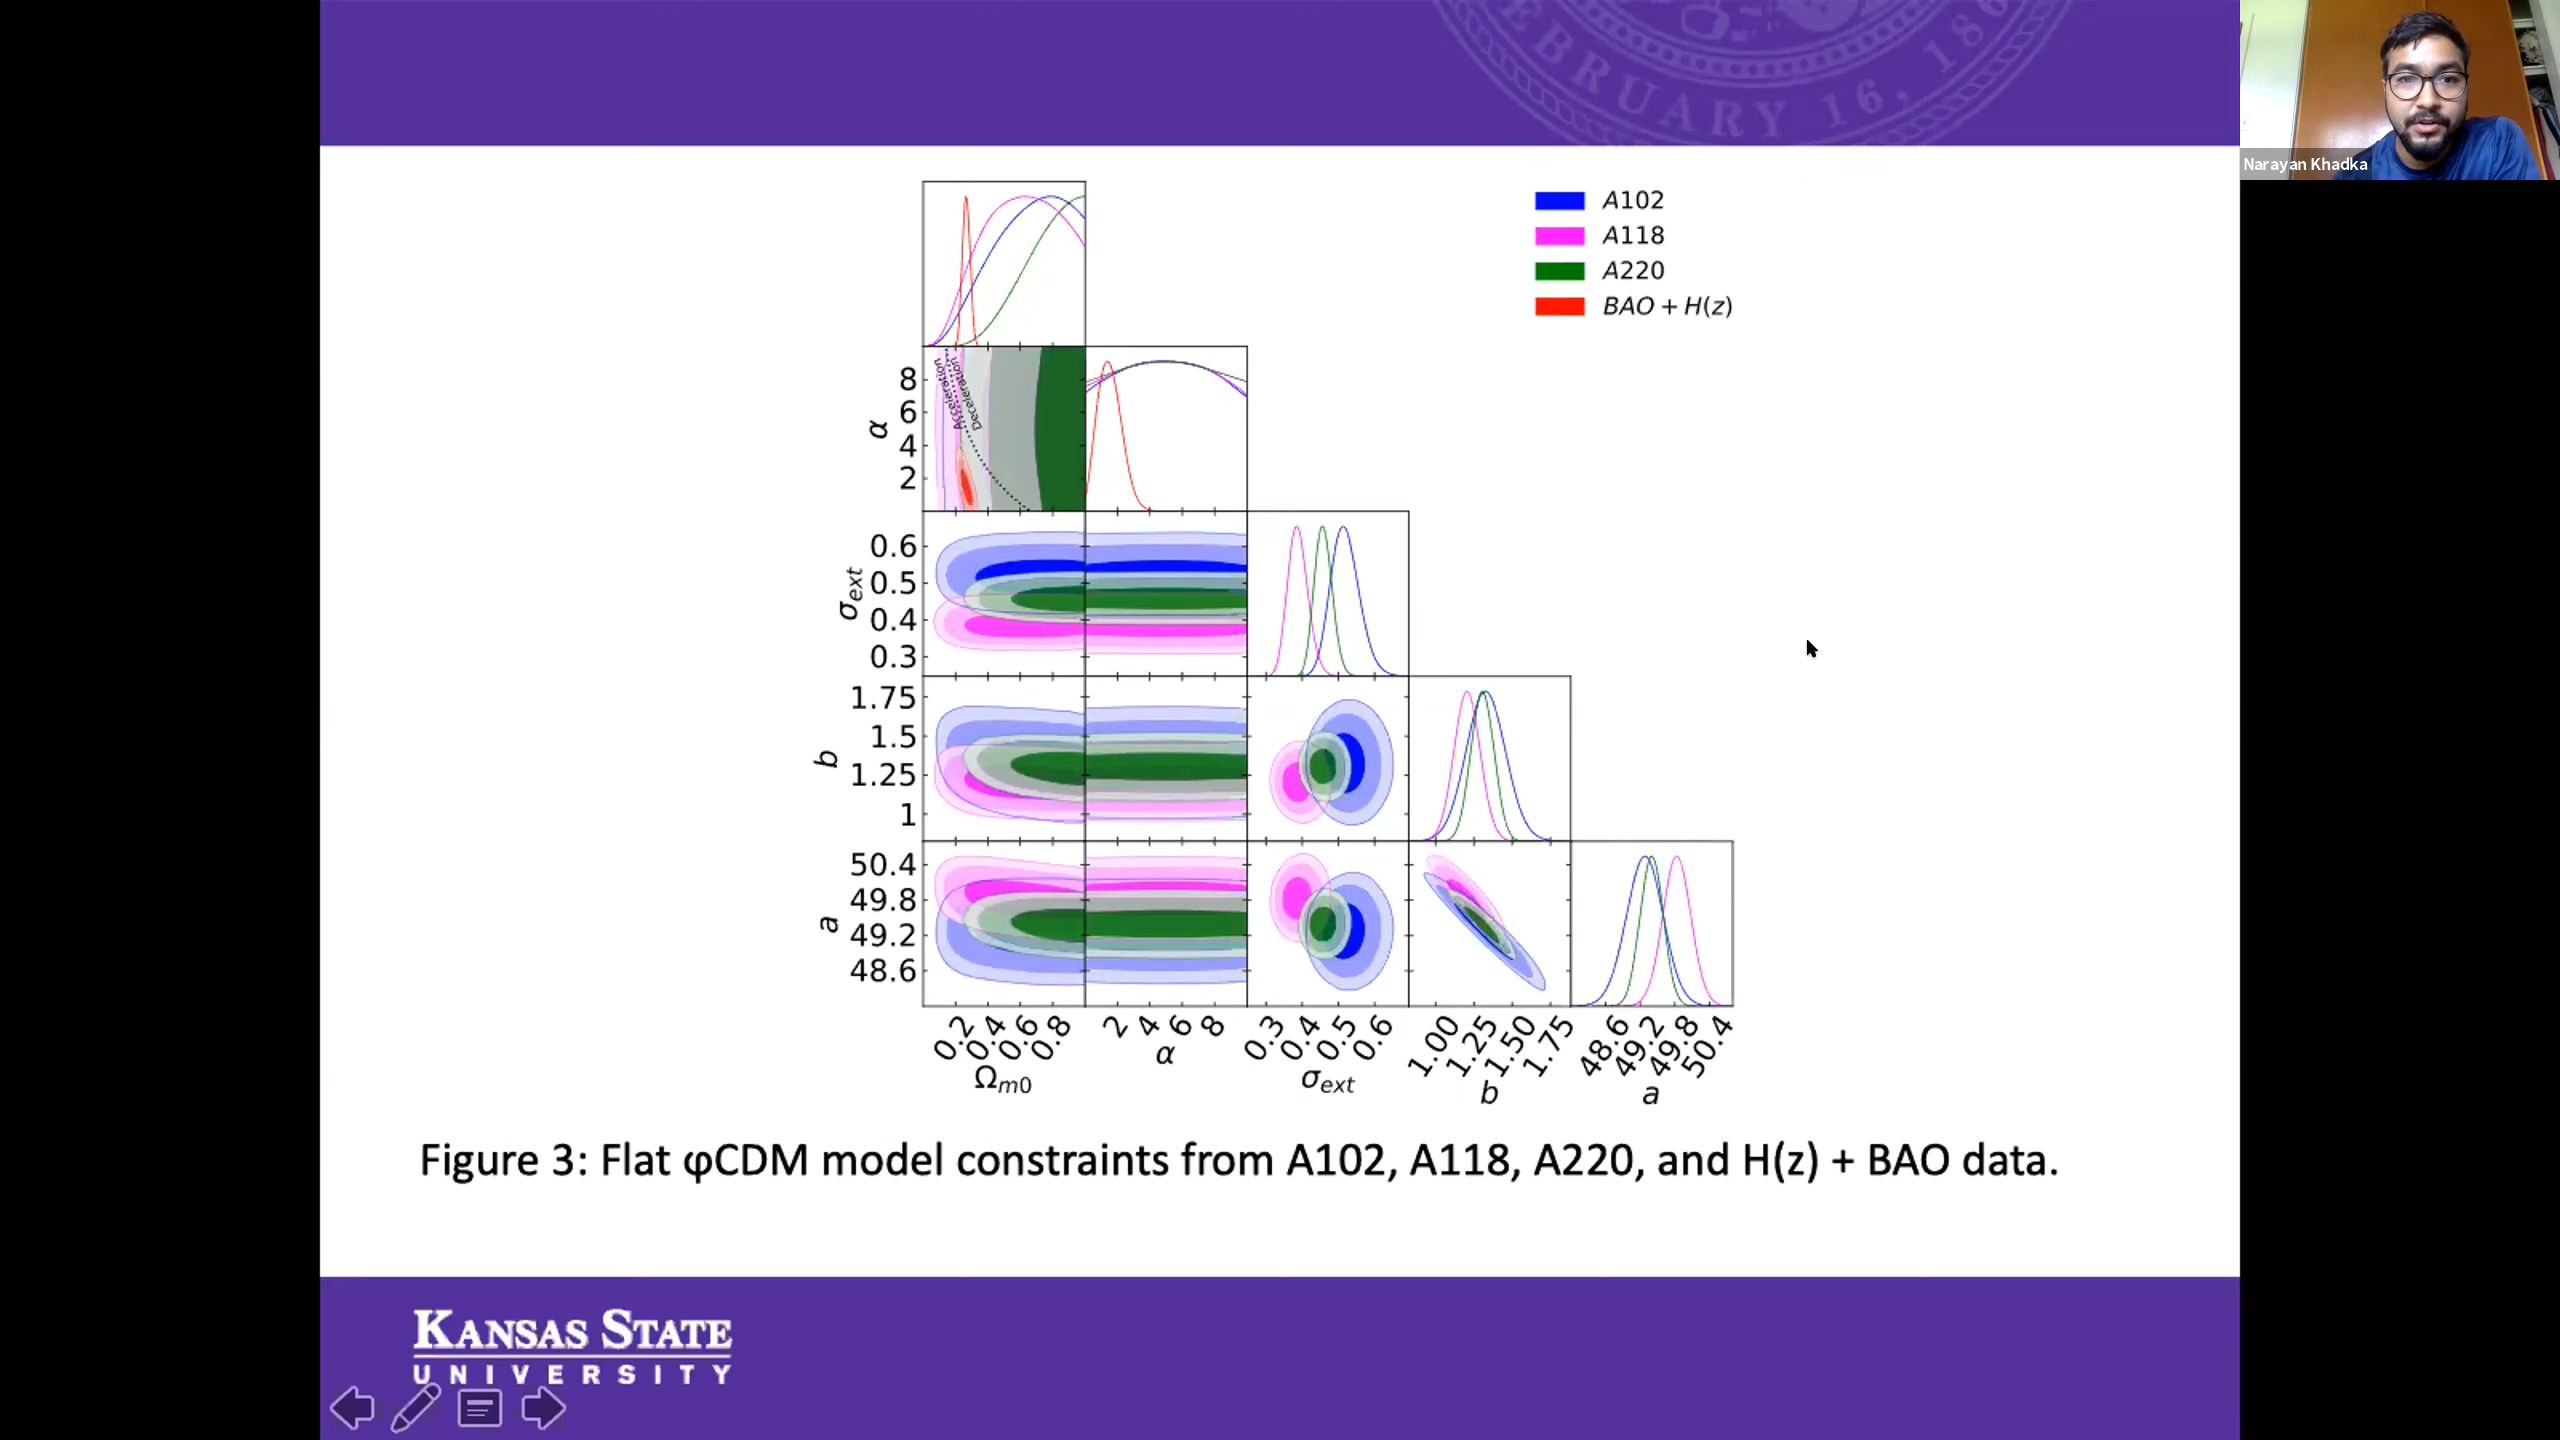 EBRUARY 16, 186
Narayan Khadka
A102
A118
A220
BAO + H(z)
Acceleration
Deceleration
α
8
6
4
2
σext
0.6
0.5
0.4
0.3
b
1.75
1.5
1.25
1
a
50.4
49.8
49.2
48.6
0.2 0.4 0.6 0.8
Ωm0
2 4 6 8
α
0.3 0.4 0.5 0.6
σext
1.00 1.25 1.50 1.75
b
48.6 49.2 49.8 50.4
a
Figure 3: Flat φCDM model constraints from A102, A118, A220, and H(z) + BAO data.
KANSAS STATE
UNIVERSITY